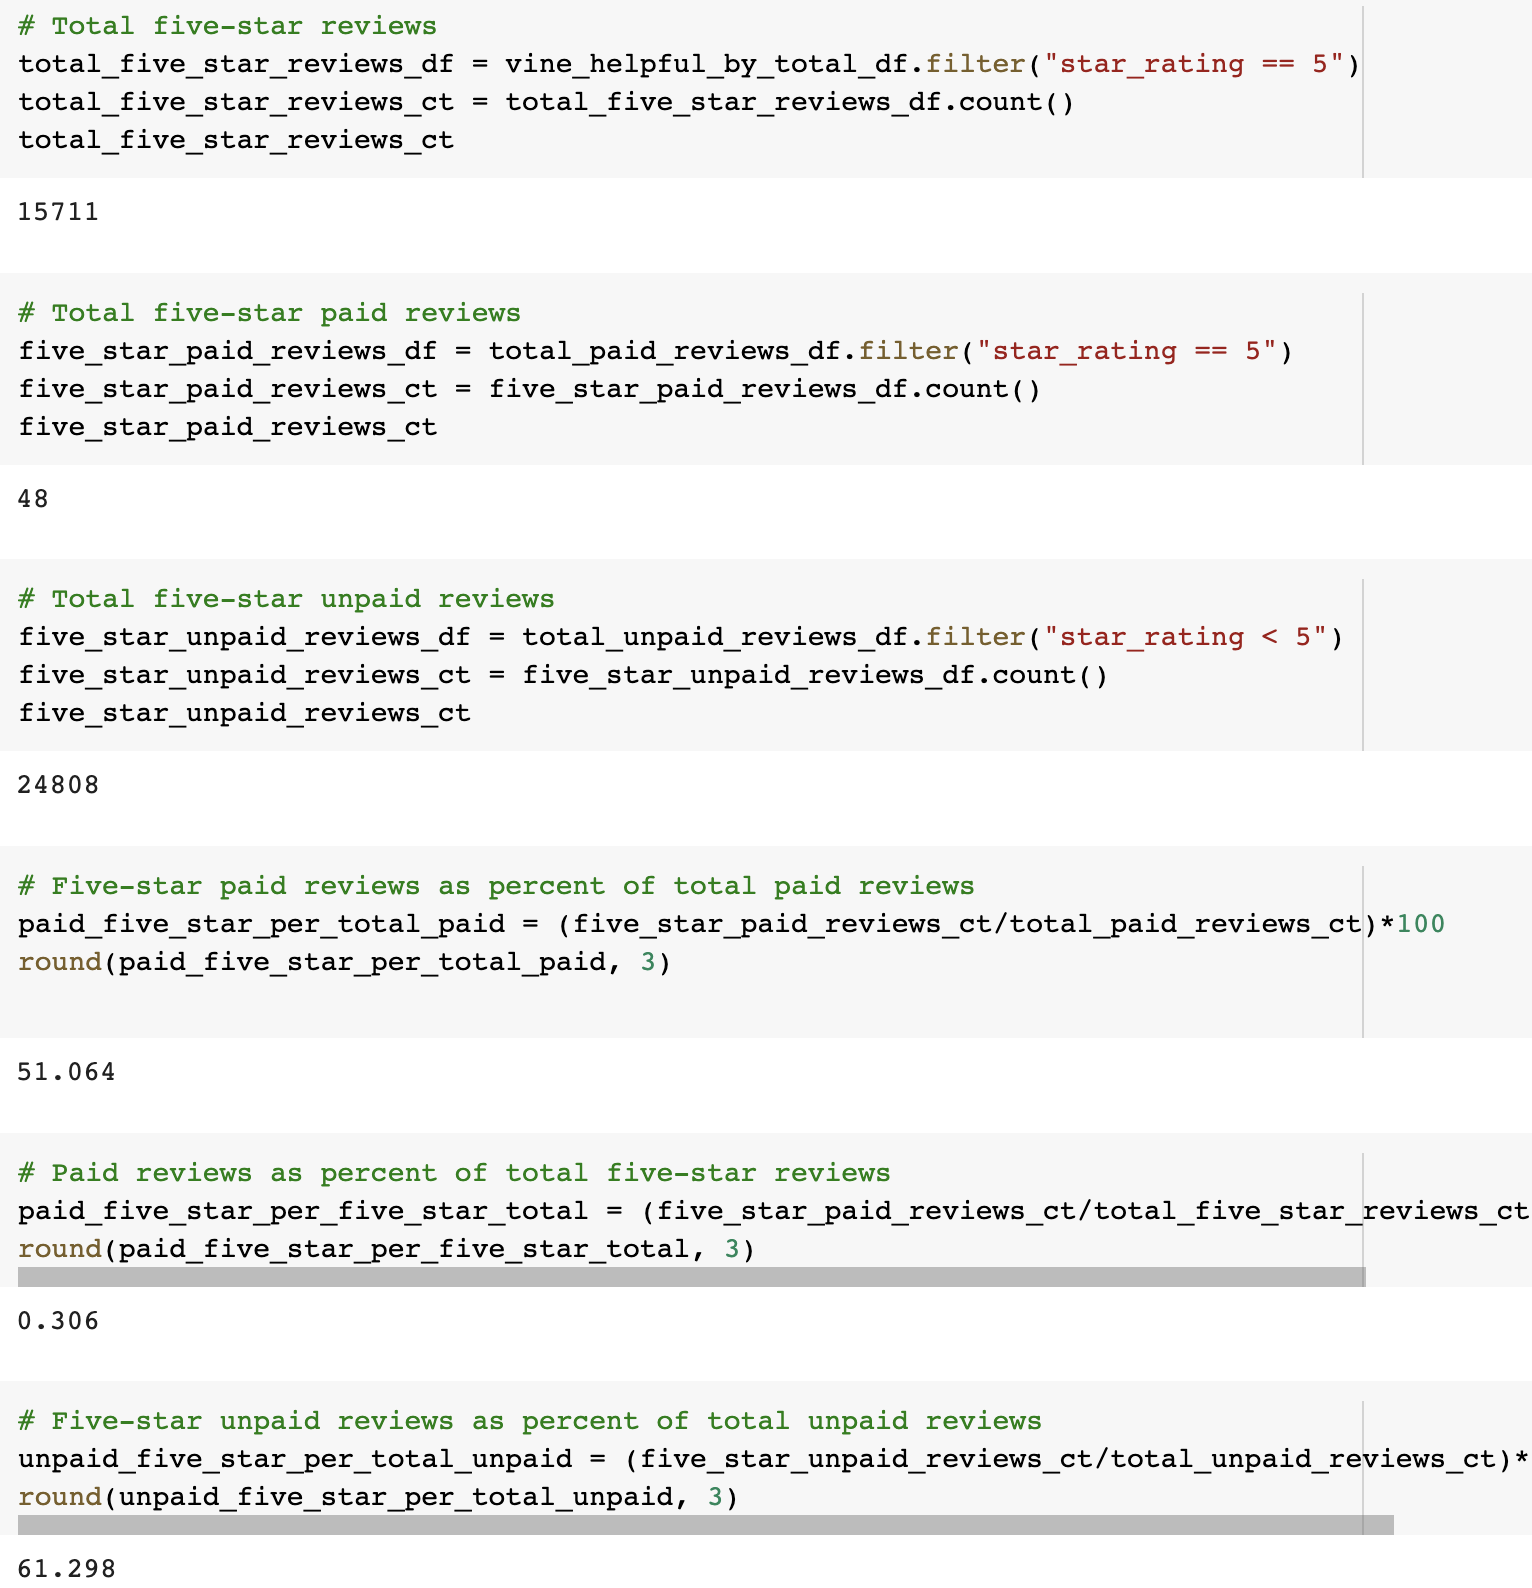 # Total five-star reviews
total_five_star_reviews_df = vine_helpful_by_total_df.filter("star_rating == 5")
total_five_star_reviews_ct = total_five_star_reviews_df.count()
total_five_star_reviews_ct
15711
# Total five-star paid reviews
five_star_paid_reviews_df = total_paid_reviews_df.filter("star_rating == 5")
five_star_paid_reviews_ct = five_star_paid_reviews_df.count()
five_star_paid_reviews_ct
48
# Total five-star unpaid reviews
five_star_unpaid_reviews_df = total_unpaid_reviews_df.filter("star_rating < 5")
five_star_unpaid_reviews_ct = five_star_unpaid_reviews_df.count()
five_star_unpaid_reviews_ct
24808
# Five-star paid reviews as percent of total paid reviews
paid_five_star_per_total_paid = (five_star_paid_reviews_ct/total_paid_reviews_ct)*100
round(paid_five_star_per_total_paid, 3)
51.064
# Paid reviews as percent of total five-star reviews
paid_five_star_per_five_star_total = (five_star_paid_reviews_ct/total_five_star_reviews_ct
round(paid_five_star_per_five_star_total, 3)
0.306
# Five-star unpaid reviews as percent of total unpaid reviews
unpaid_five_star_per_total_unpaid = (five_star_unpaid_reviews_ct/total_unpaid_reviews_ct)*
round(unpaid_five_star_per_total_unpaid, 3)
61.298